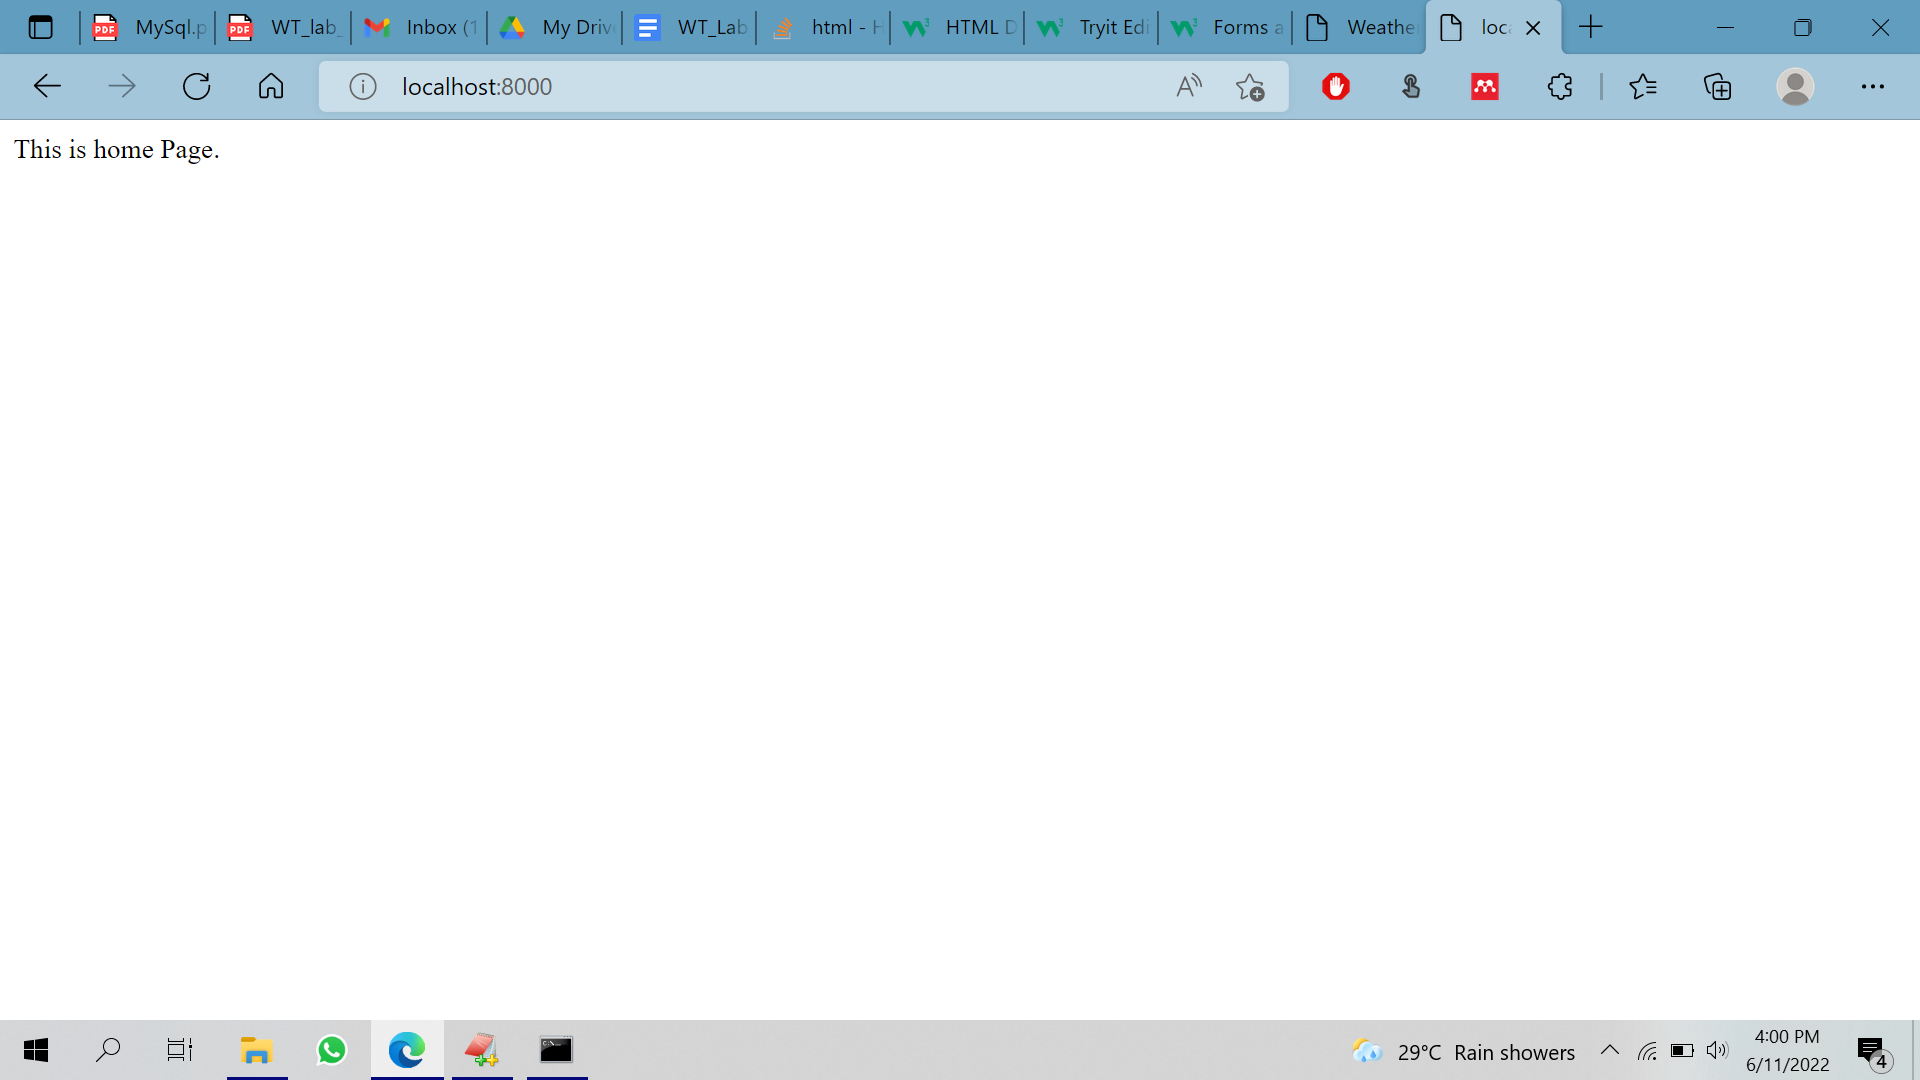 MySql.p
WT_lab_
Inbox (1
My Driv
WT_Lab
html - H
HTML D
Tryit Edi
Forms a
Weathe
loca
localhost:8000
This is home Page.
29°C Rain showers
4:00 PM
6/11/2022
4